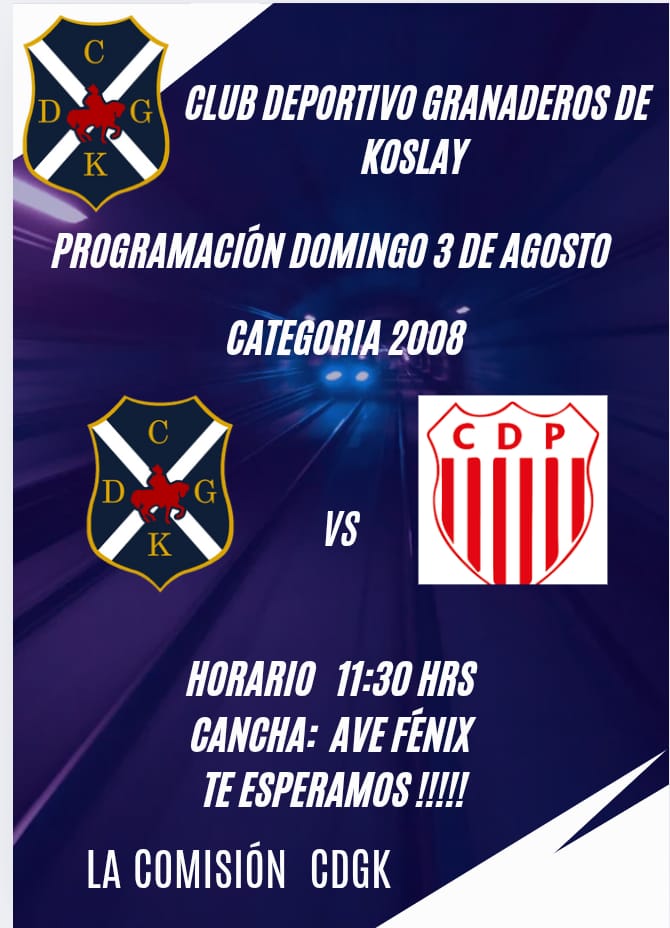 C
D G
K
CLUB DEPORTIVO GRANADEROS DE
KOSLAY
PROGRAMACIÓN DOMINGO 3 DE AGOSTO
CATEGORIA 2008
C
D G
K
VS
CDP
HORARIO 11:30 HRS
CANCHA: AVE FÉNIX
TE ESPERAMOS !!!!!
LA COMISIÓN CDGK